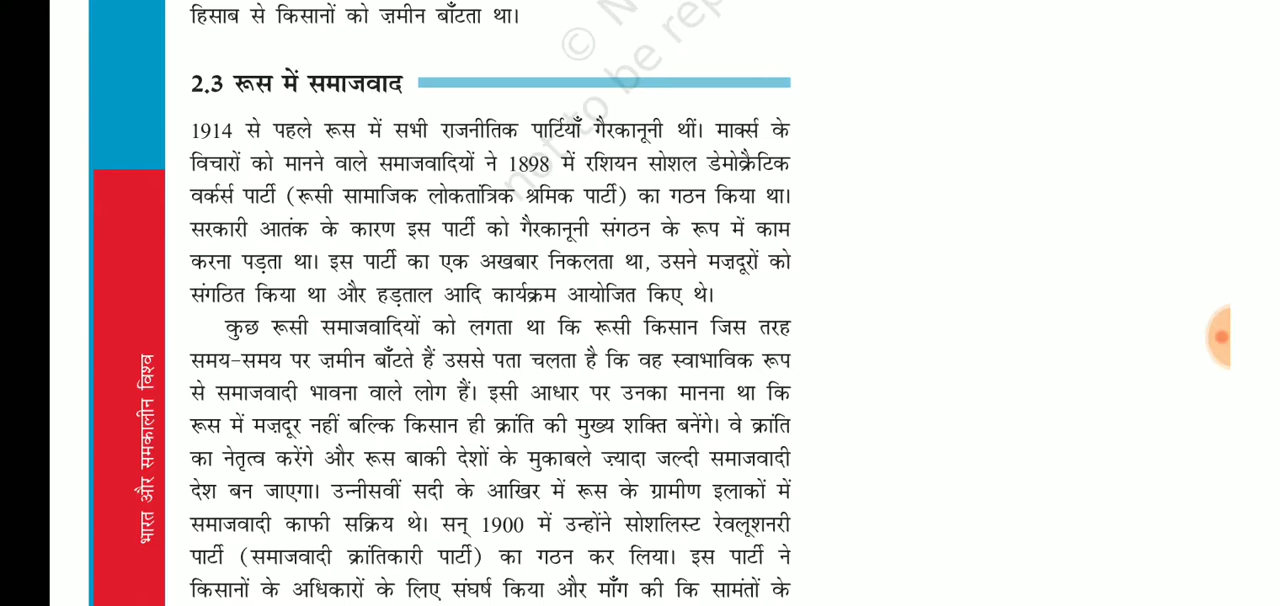 हिसाब से किसानों को ज़मीन बाँटता था।
2.3 रूस में समाजवाद
1914 से पहले रूस में सभी राजनीतिक पार्टियाँ गैरकानूनी थीं। मार्क्स के
विचारों को मानने वाले समाजवादियों ने 1898 में रशियन सोशल डेमोक्रैटिक
वर्कर्स पार्टी (रूसी सामाजिक लोकतांत्रिक श्रमिक पार्टी) का गठन किया था।
सरकारी आतंक के कारण इस पार्टी को गैरकानूनी संगठन के रूप में काम
करना पड़ता था। इस पार्टी का एक अखबार निकलता था, उसने मज़दूरों को
संगठित किया था और हड़ताल आदि कार्यक्रम आयोजित किए थे।
कुछ रूसी समाजवादियों को लगता था कि रूसी किसान जिस तरह
समय-समय पर ज़मीन बाँटते हैं उससे पता चलता है कि वह स्वाभाविक रूप
से समाजवादी भावना वाले लोग हैं। इसी आधार पर उनका मानना था कि
रूस में मज़दूर नहीं बल्कि किसान ही क्रांति की मुख्य शक्ति बनेंगे। वे क्रांति
का नेतृत्व करेंगे और रूस बाकी देशों के मुकाबले ज़्यादा जल्दी समाजवादी
देश बन जाएगा। उन्नीसवीं सदी के आखिर में रूस के ग्रामीण इलाकों में
समाजवादी काफी सक्रिय थे। सन् 1900 में उन्होंने सोशलिस्ट रेवलूशनरी
पार्टी (समाजवादी क्रांतिकारी पार्टी) का गठन कर लिया। इस पार्टी ने
किसानों के अधिकारों के लिए संघर्ष किया और माँग की कि सामंतों के
भारत और समकालीन विश्व
© N
not to be rep